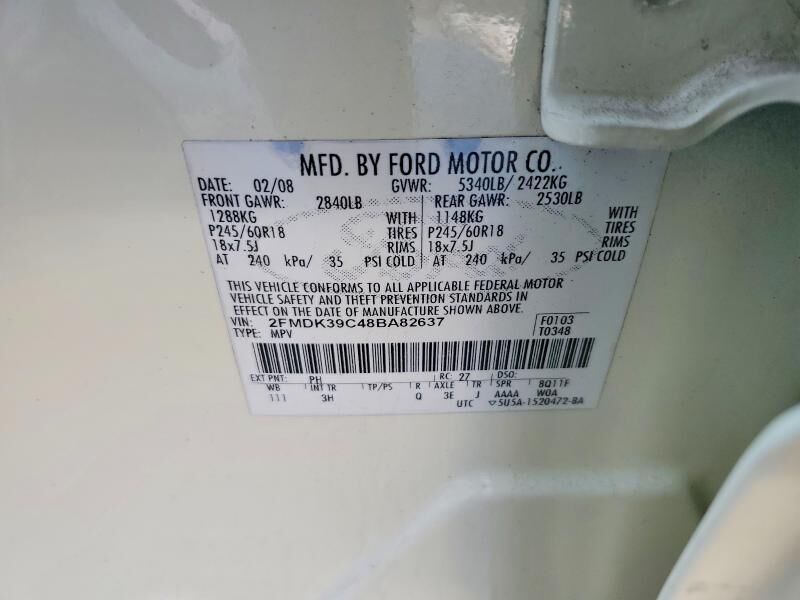 MFD. BY FORD MOTOR CO..
DATE: 02/08 GVWR: 5340LB/ 2422KG
FRONT GAWR: 2840LB REAR GAWR: 2530LB
1288KG WITH 1148KG WITH
P245/60R18 TIRES P245/60R18 TIRES
18x7.5J RIMS 18x7.5J RIMS
AT 240 kPa/ 35 PSI COLD AT 240 kPa/ 35 PSI COLD
THIS VEHICLE CONFORMS TO ALL APPLICABLE FEDERAL MOTOR
VEHICLE SAFETY AND THEFT PREVENTION STANDARDS IN
EFFECT ON THE DATE OF MANUFACTURE SHOWN ABOVE.
VIN: 2FMDK39C48BA82637 F0103
TYPE: MPV T0348
EXT PNT: PH RC: 27 DSO:
WB INT TR TP/PS R AXLE TR SPR 8Q11F
111 3H Q 3E J AAAA W0A
UTC ▽5U5A-1520472-BA